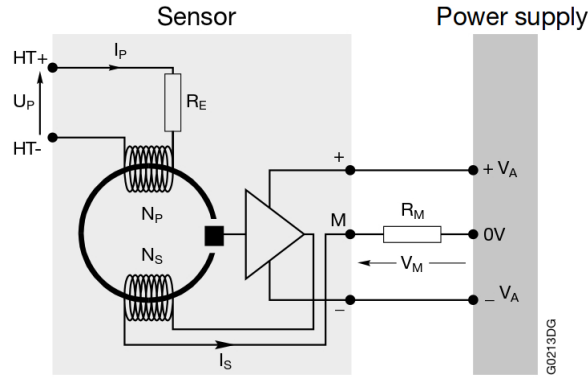 Sensor
Power supply
HT+
I_P
U_P
R_E
HT-
+
+ V_A
N_P
M
R_M
0V
N_S
V_M
–
– V_A
I_S
G0213DG